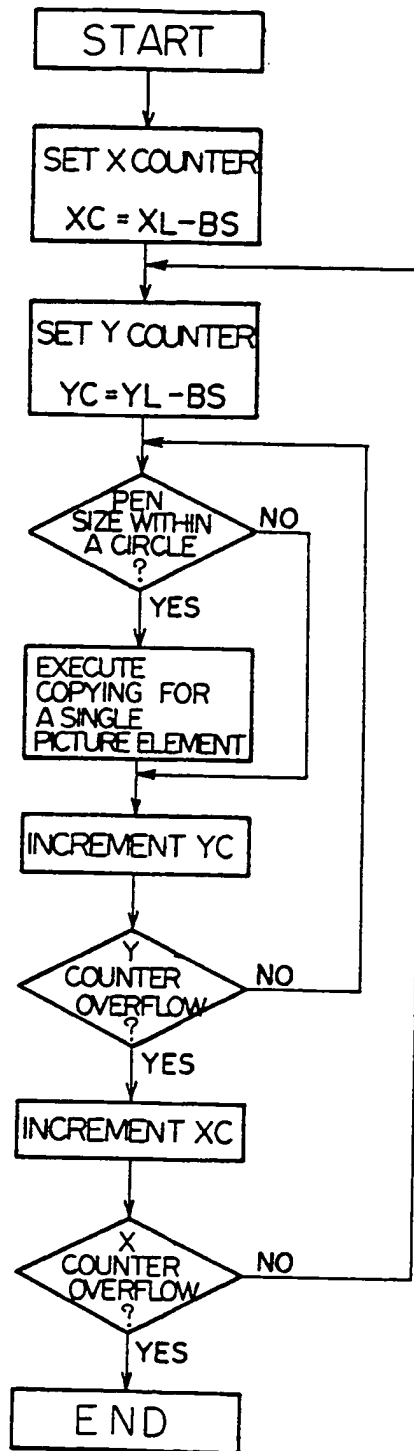 START
SET X COUNTER
XC = XL-BS
SET Y COUNTER
YC = YL-BS
PEN
SIZE WITHIN
A CIRCLE
?
NO
YES
EXECUTE
COPYING FOR
A SINGLE
PICTURE ELEMENT
INCREMENT YC
Y
COUNTER
OVERFLOW
?
NO
YES
INCREMENT XC
X
COUNTER
OVERFLOW
?
NO
YES
END